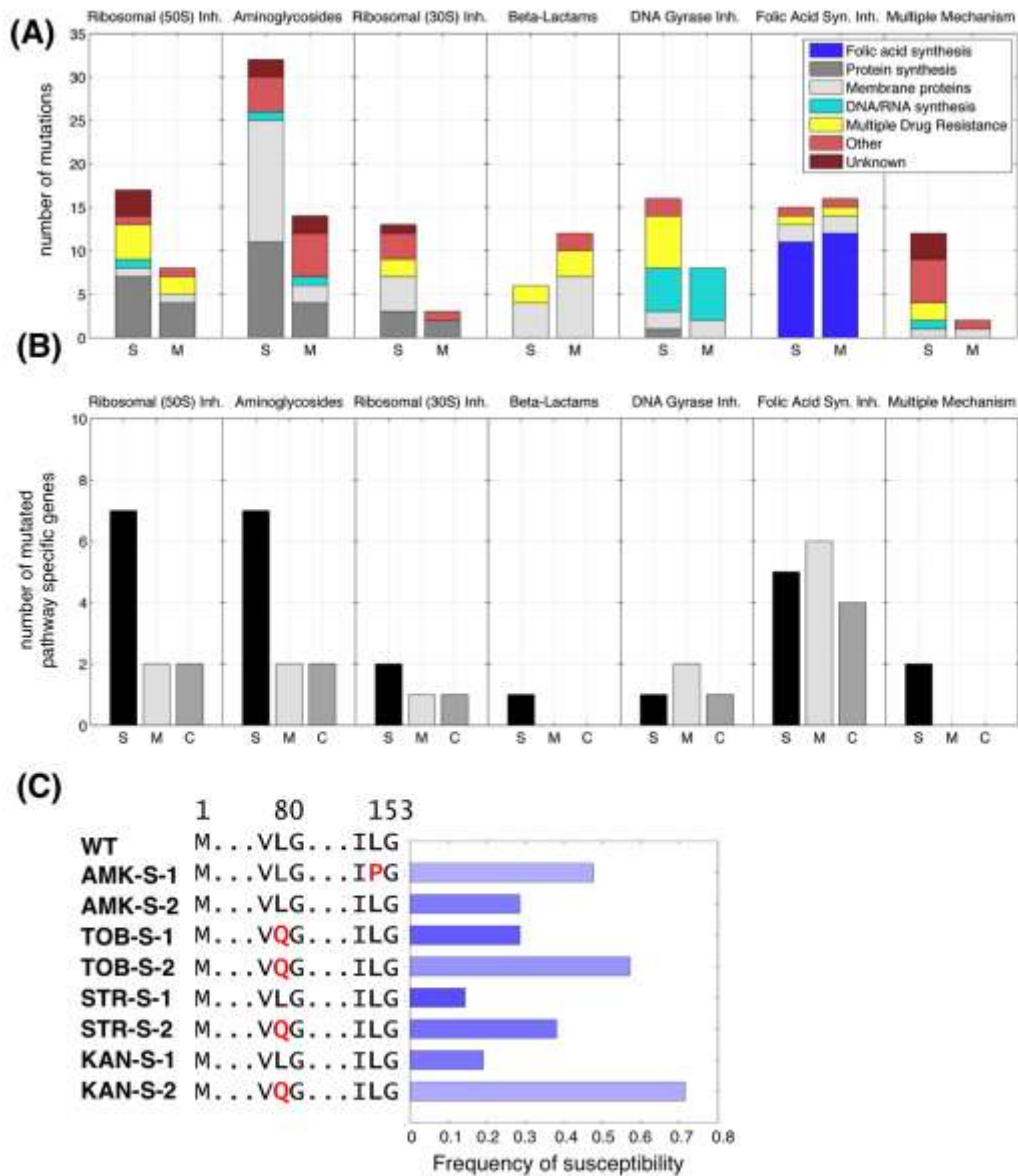 (A)
Ribosomal (50S) Inh. Aminoglycosides Ribosomal (30S) Inh. Beta-Lactams DNA Gyrase Inh. Folic Acid Syn. Inh. Multiple Mechanism
35
30
25
20
15
10
5
0
number of mutations
Folic acid synthesis
Protein synthesis
Membrane proteins
DNA/RNA synthesis
Multiple Drug Resistance
Other
Unknown
S M S M S M S M S M S M S M
(B)
Ribosomal (50S) Inh. Aminoglycosides Ribosomal (30S) Inh. Beta-Lactams DNA Gyrase Inh. Folic Acid Syn. Inh. Multiple Mechanism
10
8
6
4
2
0
number of mutated
pathway specific genes
S M C S M C S M C S M C S M C S M C S M C
(C)
1 80 153
WT M...VLG...ILG
AMK-S-1 M...VLG...IPG
AMK-S-2 M...VLG...ILG
TOB-S-1 M...VQG...ILG
TOB-S-2 M...VQG...ILG
STR-S-1 M...VLG...ILG
STR-S-2 M...VQG...ILG
KAN-S-1 M...VLG...ILG
KAN-S-2 M...VQG...ILG
0 0.1 0.2 0.3 0.4 0.5 0.6 0.7 0.8
Frequency of susceptibility